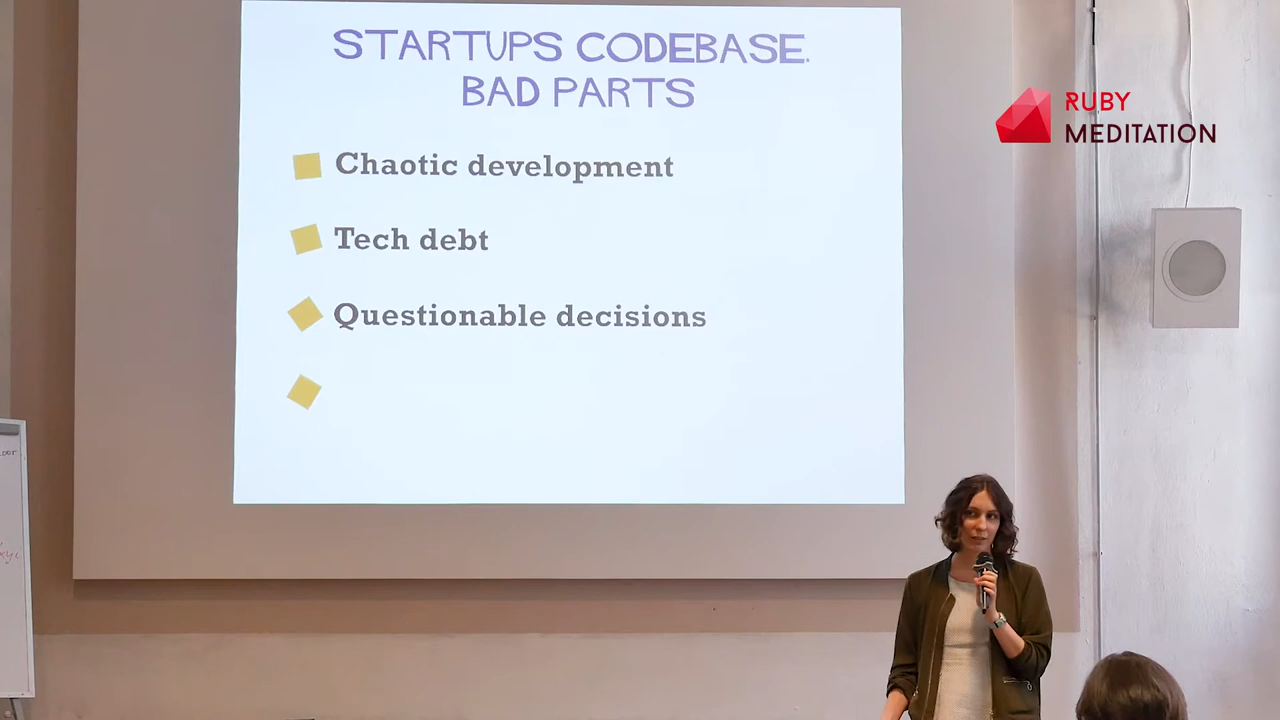 STARTUPS CODEBASE.
BAD PARTS
Chaotic development
Tech debt
Questionable decisions
RUBY
MEDITATION